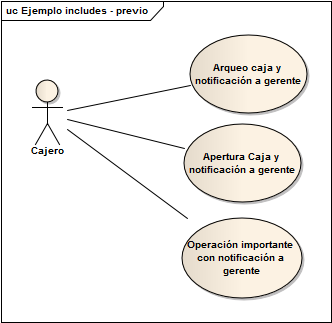 uc Ejemplo includes - previo
Arqueo caja y
notificación a gerente
Cajero
Apertura Caja y
notificación a gerente
Operación importante
con notificación a
gerente